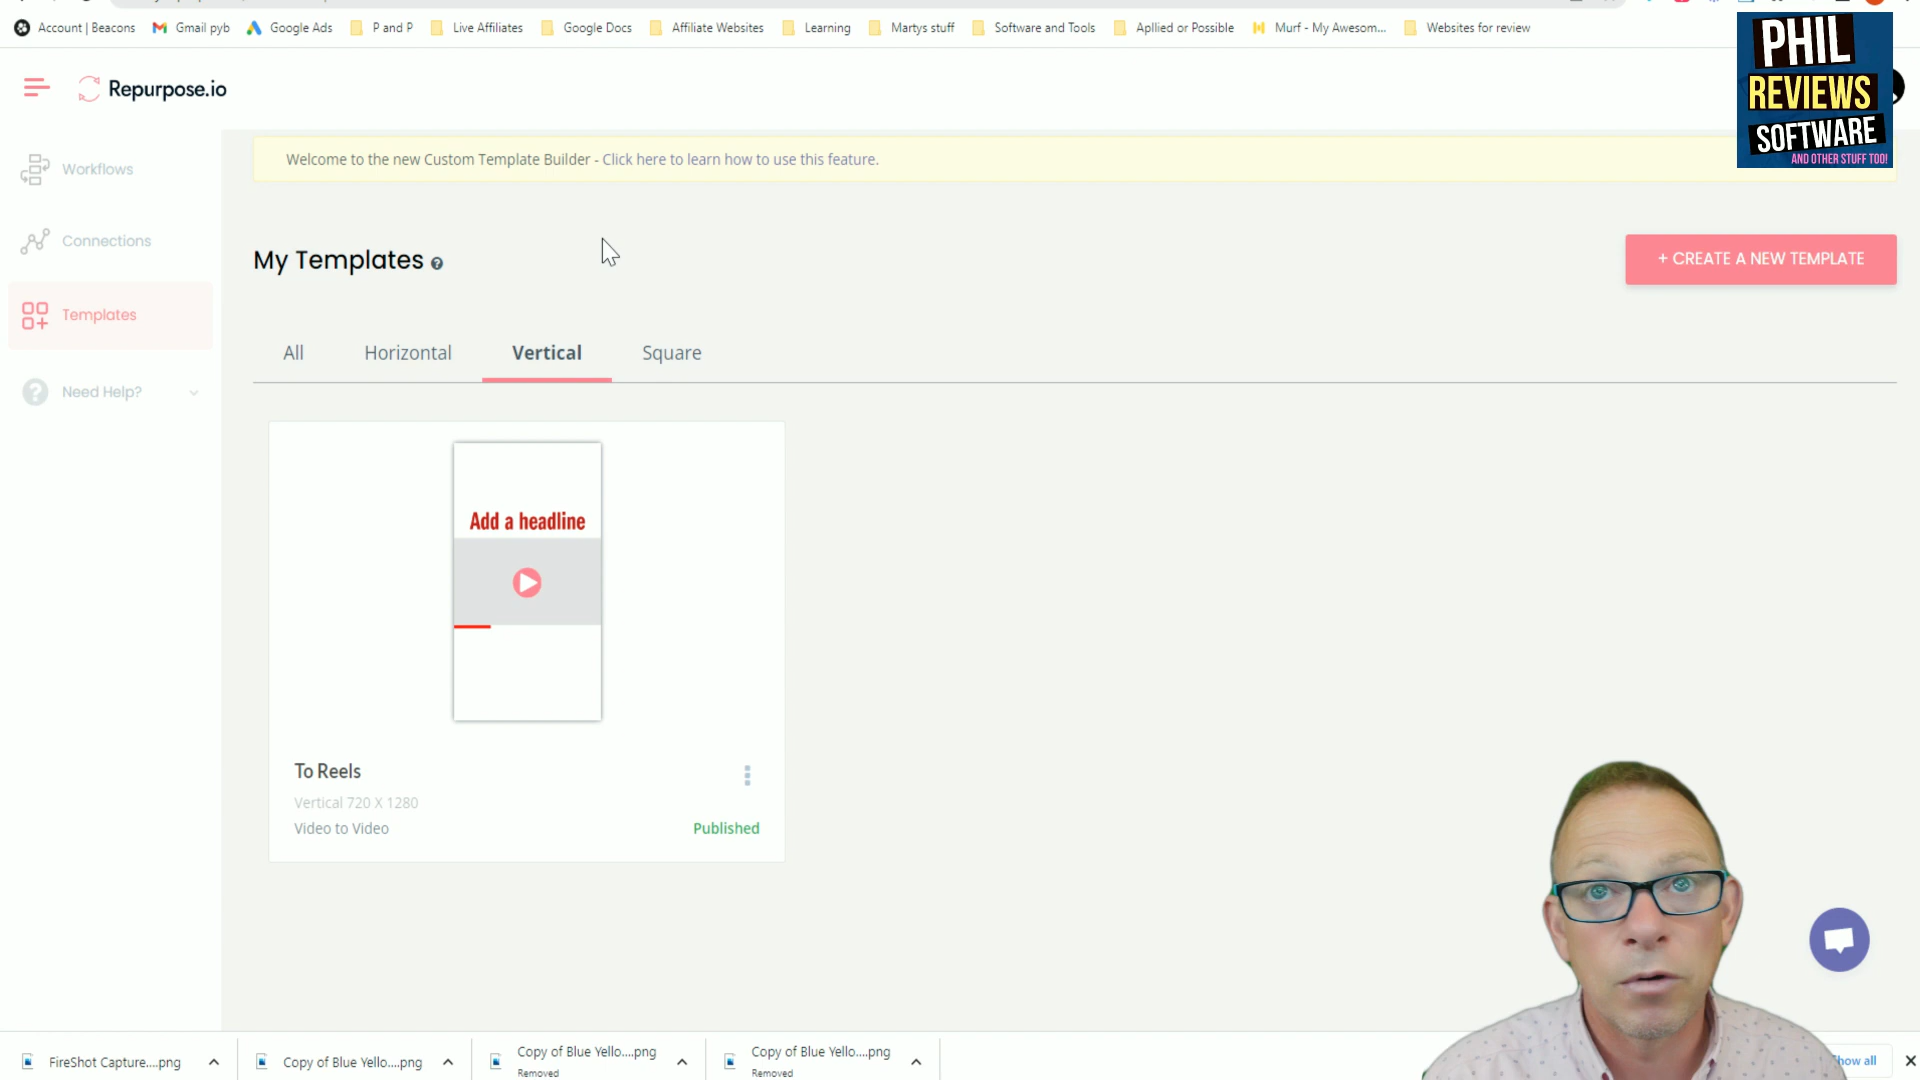 Account | Beacons
Gmail pyb
Google Ads
P and P
Live Affiliates
Google Docs
Affiliate Websites
Learning
Martys stuff
Software and Tools
Apllied or Possible
Murf - My Awesom...
Websites for review
Repurpose.io
PHIL
REVIEWS
SOFTWARE
AND OTHER STUFF TOO!
Workflows
Connections
Templates
Need Help?
Welcome to the new Custom Template Builder - Click here to learn how to use this feature.
My Templates
+ CREATE A NEW TEMPLATE
All
Horizontal
Vertical
Square
Add a headline
To Reels
Vertical 720 X 1280
Video to Video
Published
FireShot Capture....png
Copy of Blue Yello....png
Copy of Blue Yello....png
Removed
Copy of Blue Yello....png
Removed
how all